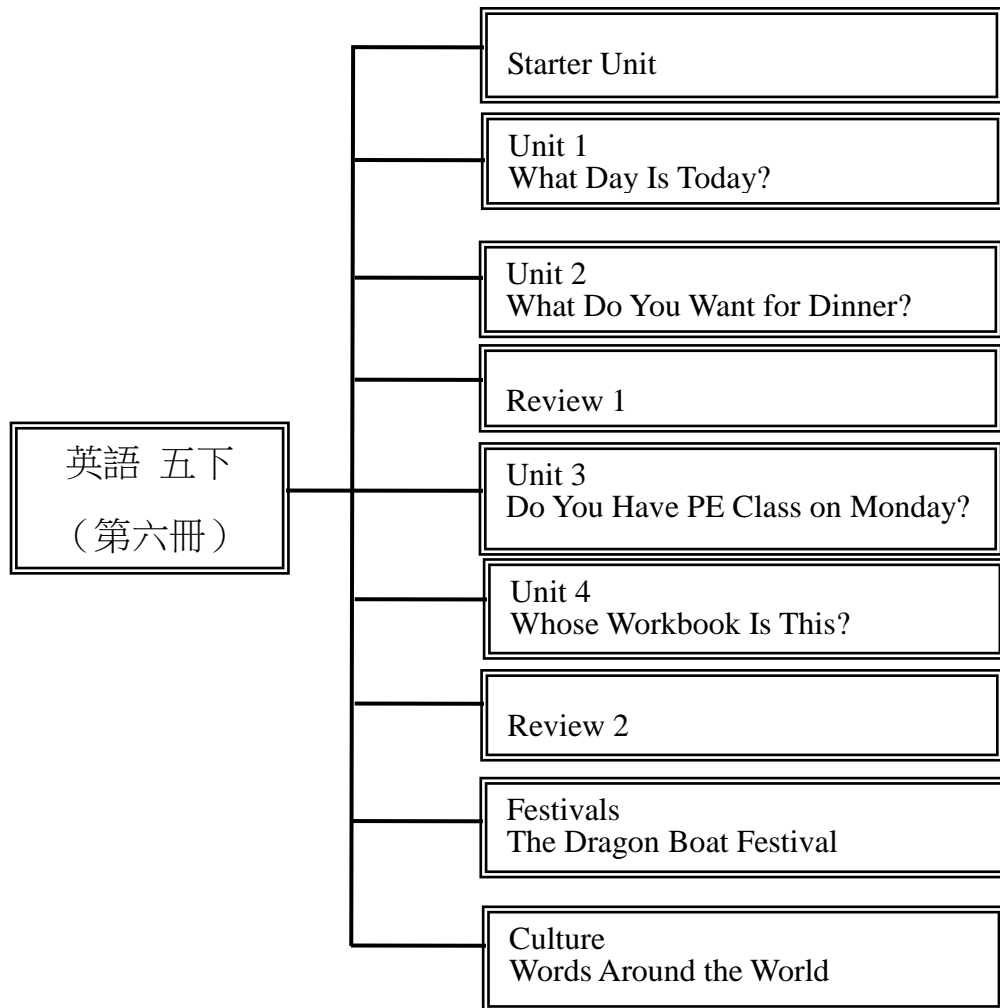 英語 五下
（第六冊）
Starter Unit
Unit 1
What Day Is Today?
Unit 2
What Do You Want for Dinner?
Review 1
Unit 3
Do You Have PE Class on Monday?
Unit 4
Whose Workbook Is This?
Review 2
Festivals
The Dragon Boat Festival
Culture
Words Around the World